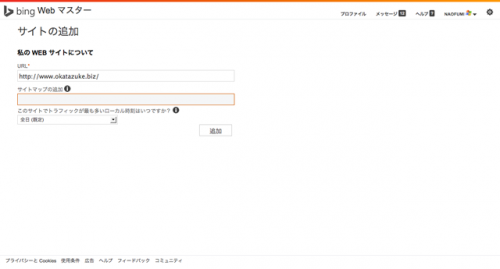 bing Web マスター
プロファイル メッセージ 12 ヘルプ ? NAOFUMI
サイトの追加
私の WEB サイトについて
URL*
http://www.okatazuke.biz/
サイトマップの追加
このサイトでトラフィックが最も多いローカル時刻はいつですか?
全日 (既定)
追加
プライバシーと Cookies 使用条件 広告 ヘルプ フィードバック コミュニティ